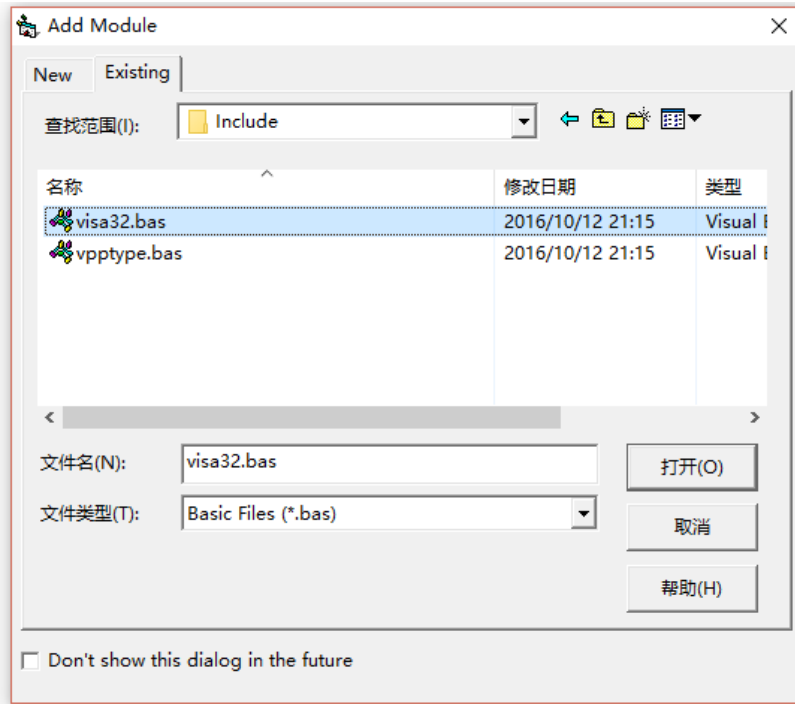 Add Module
New Existing
查找范围(I): Include
名称 修改日期 类型
visa32.bas 2016/10/12 21:15 Visual
vpptype.bas 2016/10/12 21:15 Visual
文件名(N): visa32.bas 打开(O)
文件类型(T): Basic Files (*.bas) 取消
帮助(H)
Don't show this dialog in the future